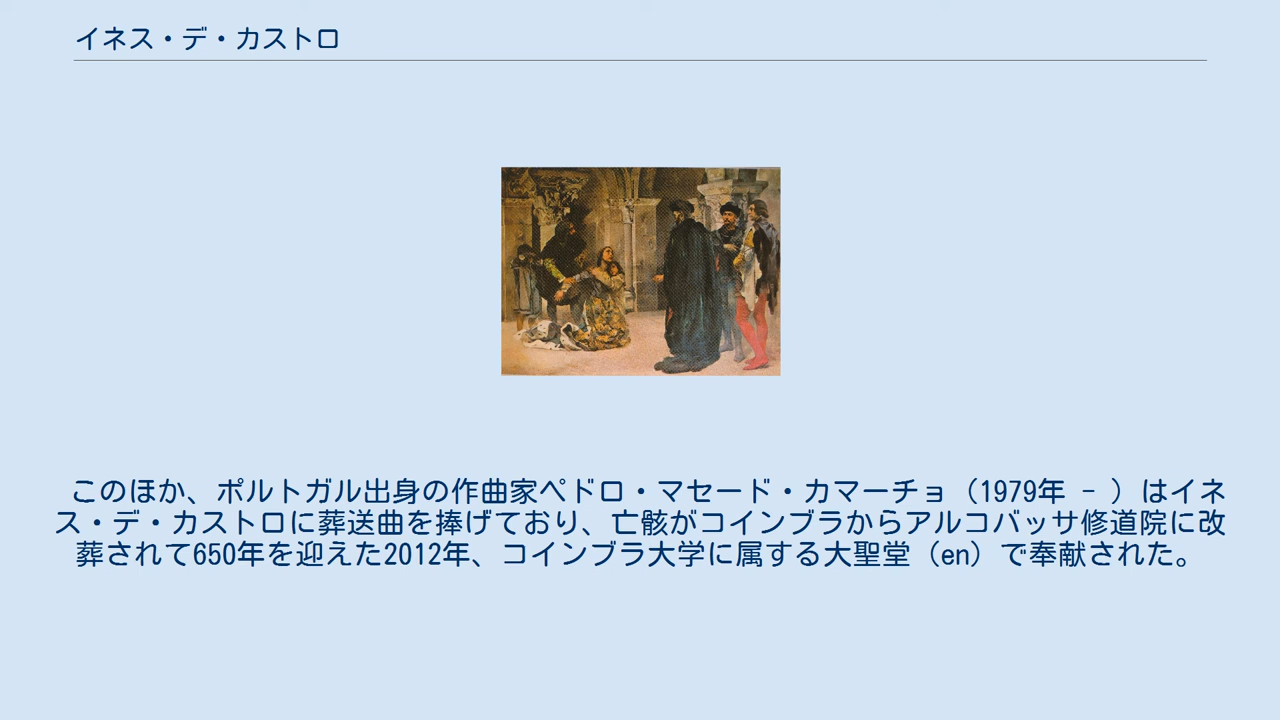 イネス・デ・カストロ
このほか、ポルトガル出身の作曲家ペドロ・マセード・カマーチョ（1979年 - ）はイネ
ス・デ・カストロに葬送曲を捧げており、亡骸がコインブラからアルコバッサ修道院に改
葬されて650年を迎えた2012年、コインブラ大学に属する大聖堂（en）で奉献された。